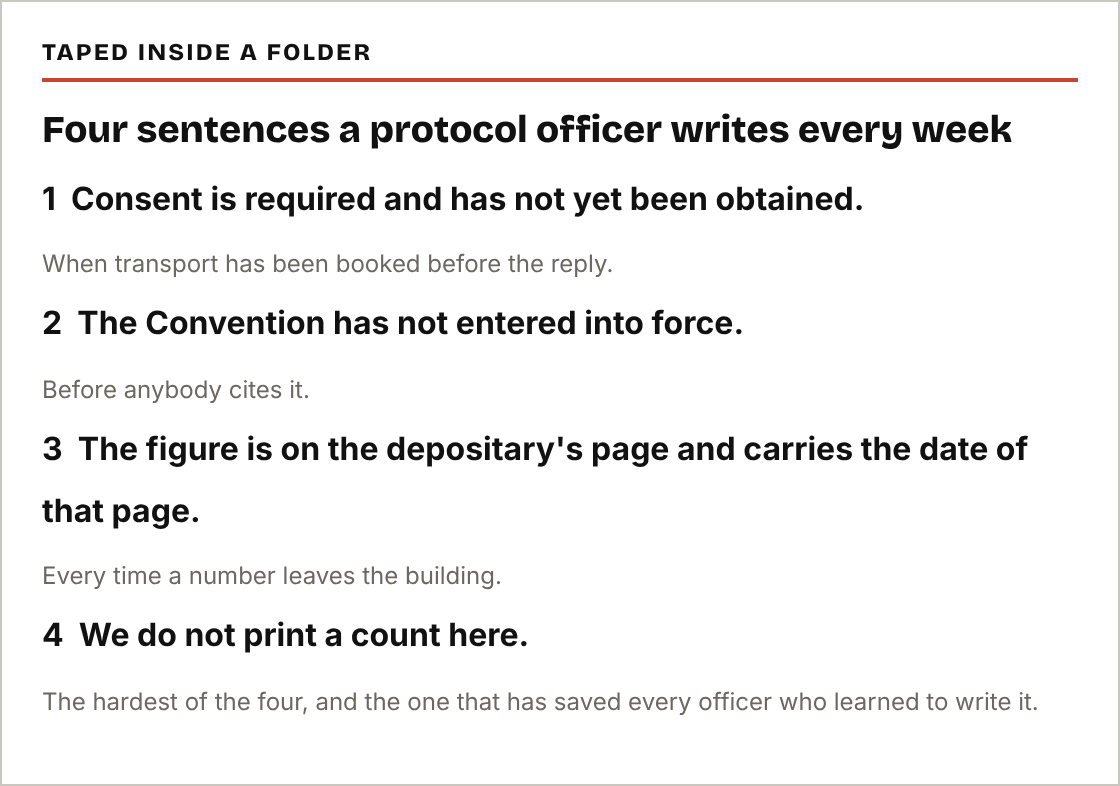 TAPED INSIDE A FOLDER
Four sentences a protocol officer writes every week
1 Consent is required and has not yet been obtained.
When transport has been booked before the reply.
2 The Convention has not entered into force.
Before anybody cites it.
3 The figure is on the depositary's page and carries the date of
that page.
Every time a number leaves the building.
4 We do not print a count here.
The hardest of the four, and the one that has saved every officer who learned to write it.